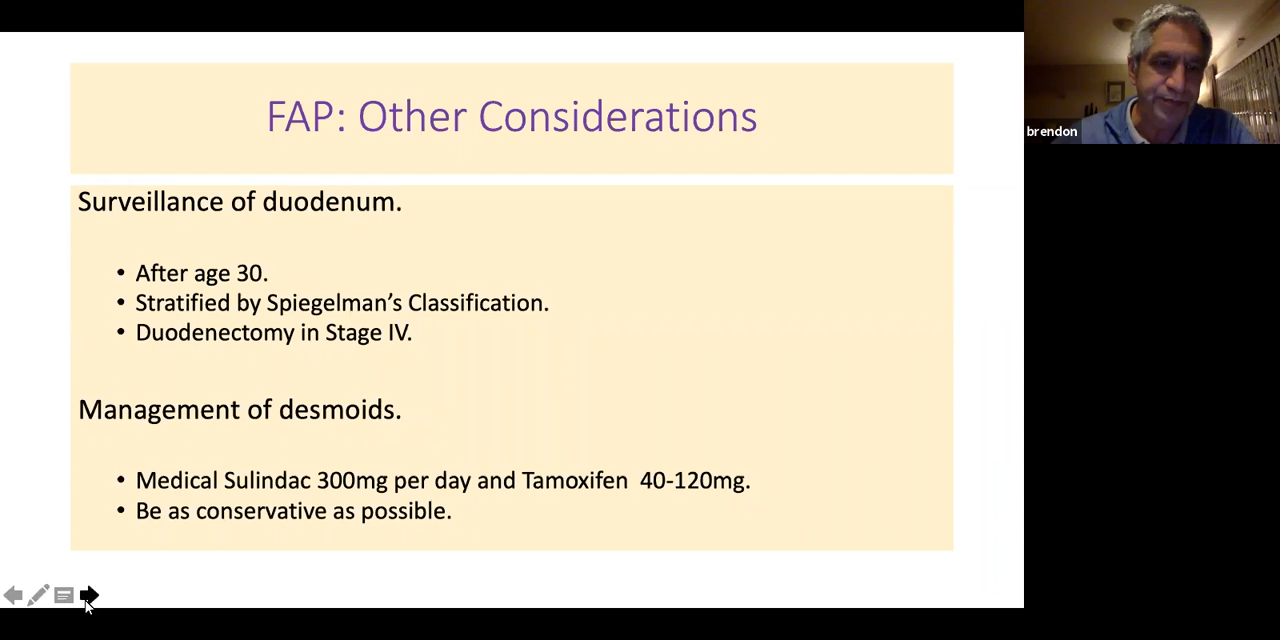 FAP: Other Considerations
brendon
Surveillance of duodenum.
• After age 30.
• Stratified by Spiegelman’s Classification.
• Duodenectomy in Stage IV.
Management of desmoids.
• Medical Sulindac 300mg per day and Tamoxifen  40-120mg.
• Be as conservative as possible.